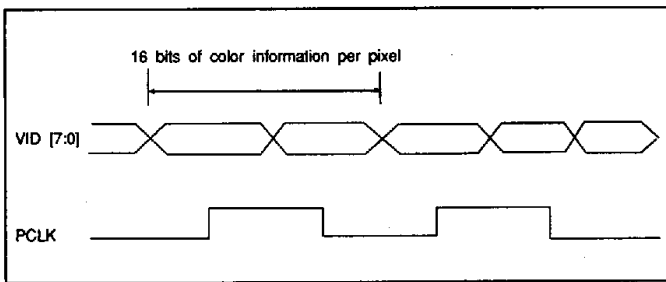 16 bits of color information per pixel
VID [7:0]
PCLK